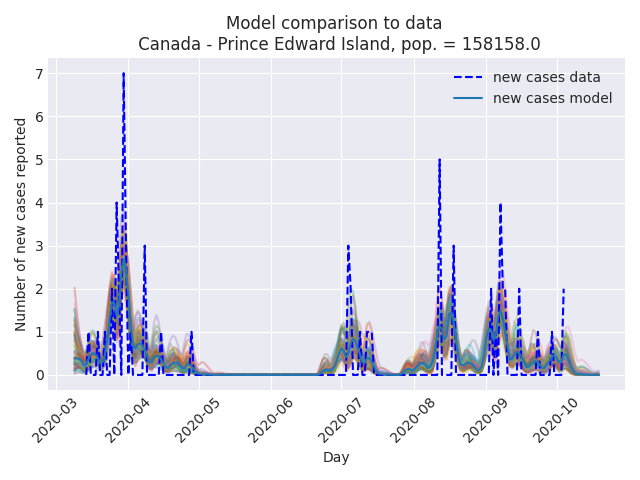 Model comparison to data
Canada - Prince Edward Island, pop. = 158158.0
new cases data
new cases model
Number of new cases reported
7
6
5
4
3
2
1
0
2020-03
2020-04
2020-05
2020-06
2020-07
2020-08
2020-09
2020-10
Day